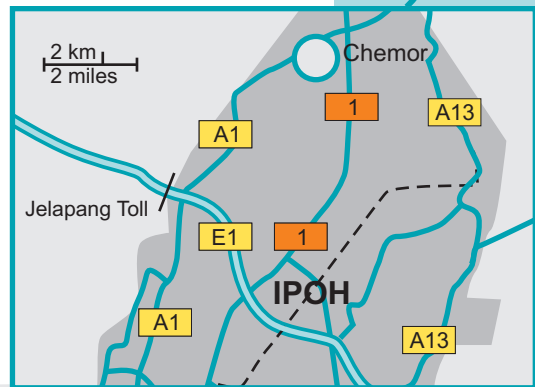 2 km
2 miles
Chemor
1
A13
A1
Jelapang Toll
E1
1
IPOH
A1
A13